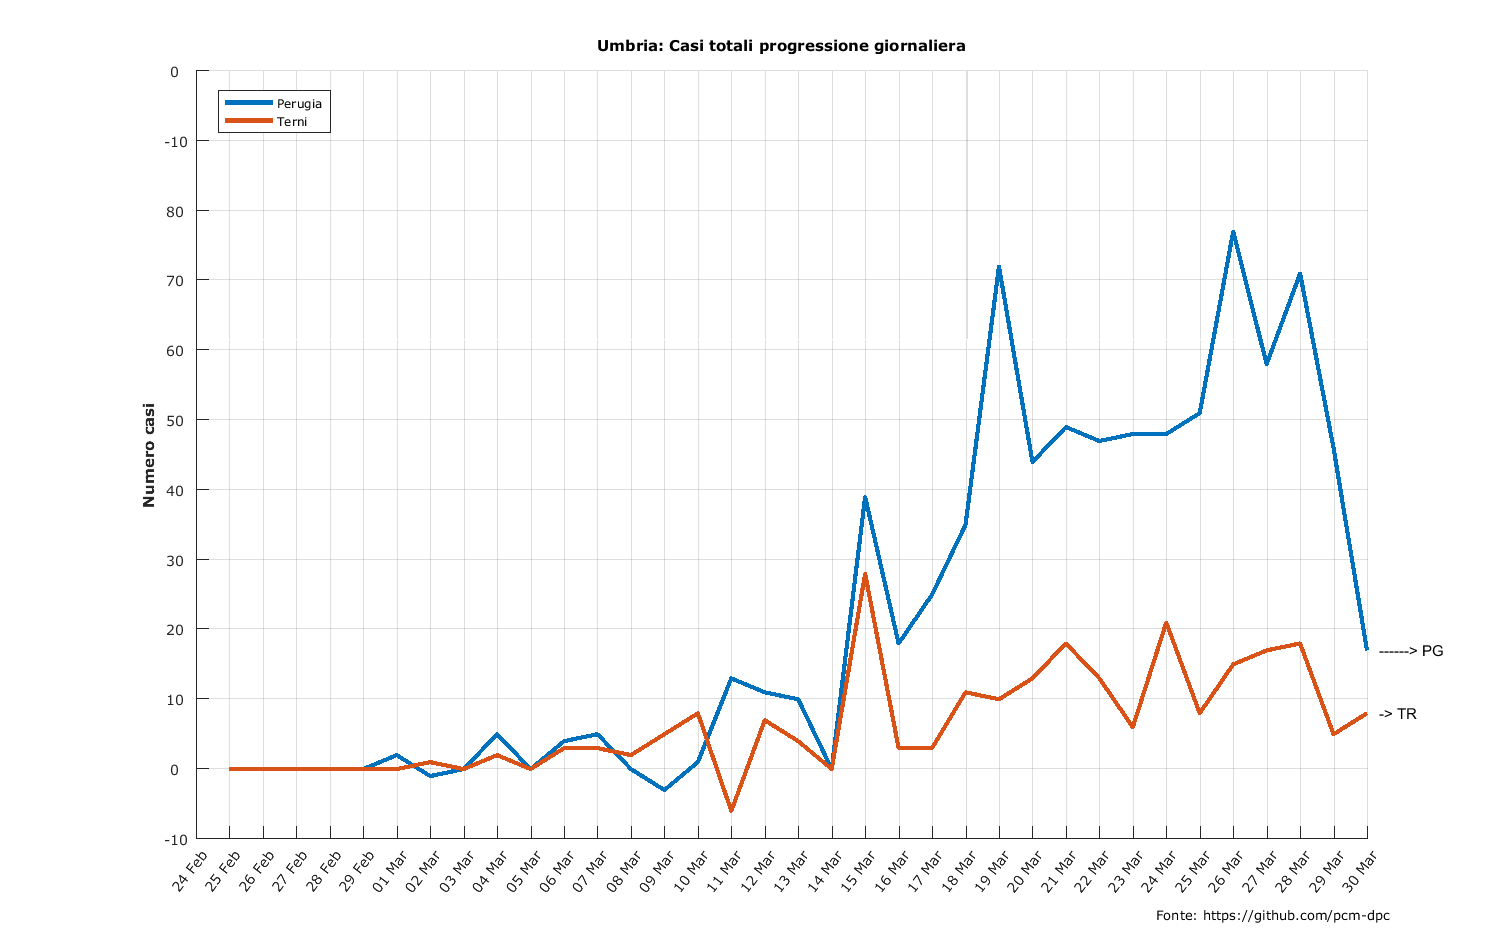 Umbria: Casi totali progressione giornaliera
Perugia
Terni
Numero casi
0
-10
80
70
60
50
40
30
20
10
0
-10
24 Feb
25 Feb
26 Feb
27 Feb
28 Feb
29 Feb
01 Mar
02 Mar
03 Mar
04 Mar
05 Mar
06 Mar
07 Mar
08 Mar
09 Mar
10 Mar
11 Mar
12 Mar
13 Mar
14 Mar
15 Mar
16 Mar
17 Mar
18 Mar
19 Mar
20 Mar
21 Mar
22 Mar
23 Mar
24 Mar
25 Mar
26 Mar
27 Mar
28 Mar
29 Mar
30 Mar
------> PG
-> TR
Fonte: https://github.com/pcm-dpc